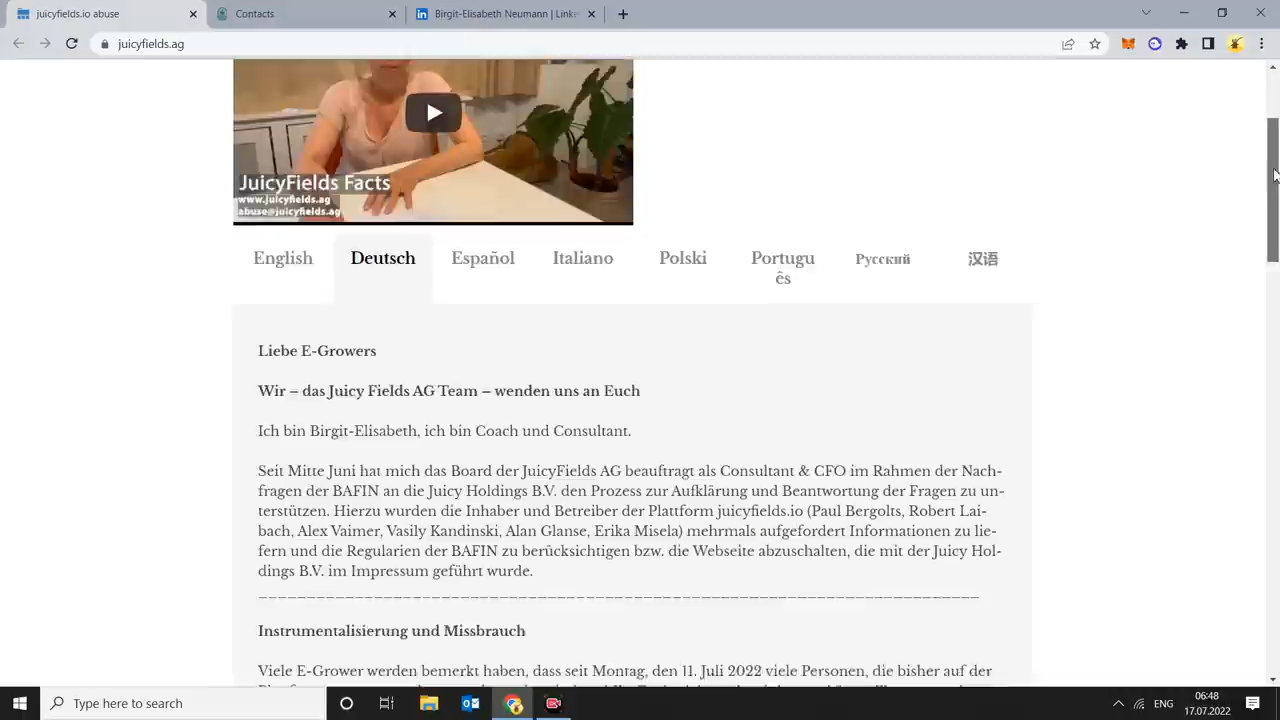 juicyfields.io abuse
Contacts
Birgit-Elisabeth Neumann | Link
juicyfields.ag
JuicyFields Facts
www.juicyfields.ag
abuse@juicyfields.ag
English
Deutsch
Español
Italiano
Polski
Portugu
ês
Русский
汉语
Liebe E-Growers
Wir – das Juicy Fields AG Team – wenden uns an Euch
Ich bin Birgit-Elisabeth, ich bin Coach und Consultant.
Seit Mitte Juni hat mich das Board der JuicyFields AG beauftragt als Consultant & CFO im Rahmen der Nach-
fragen der BAFIN an die Juicy Holdings B.V. den Prozess zur Aufklärung und Beantwortung der Fragen zu un-
terstützen. Hierzu wurden die Inhaber und Betreiber der Plattform juicyfields.io (Paul Bergolts, Robert Lai-
bach, Alex Vaimer, Vasily Kandinski, Alan Glanse, Erika Misela) mehrmals aufgefordert Informationen zu lie-
fern und die Regularien der BAFIN zu berücksichtigen bzw. die Webseite abzuschalten, die mit der Juicy Hol-
dings B.V. im Impressum geführt wurde.
Instrumentalisierung und Missbrauch
Viele E-Grower werden bemerkt haben, dass seit Montag, den 11. Juli 2022 viele Personen, die bisher auf der
Type here to search
ENG
06:48
17.07.2022